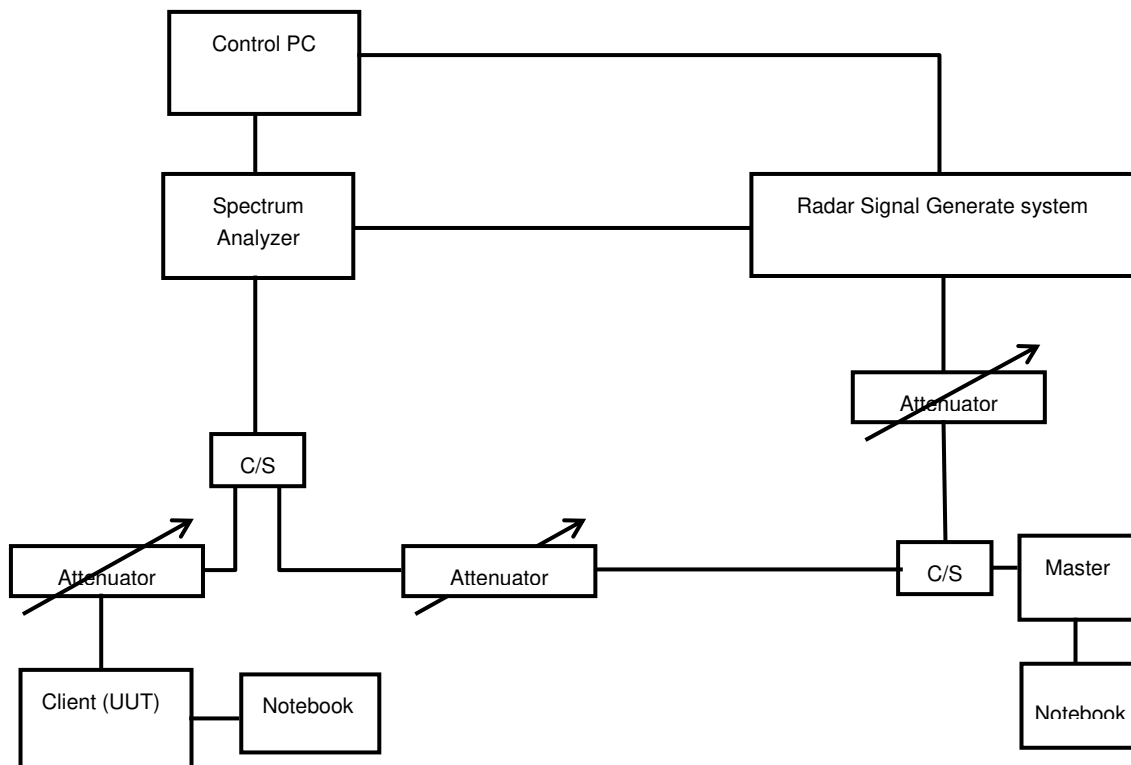 Control PC
Spectrum
Analyzer
Radar Signal Generate system
Attenuator
C/S
Attenuator
Attenuator
C/S
Master
Client (UUT)
Notebook
Notebook